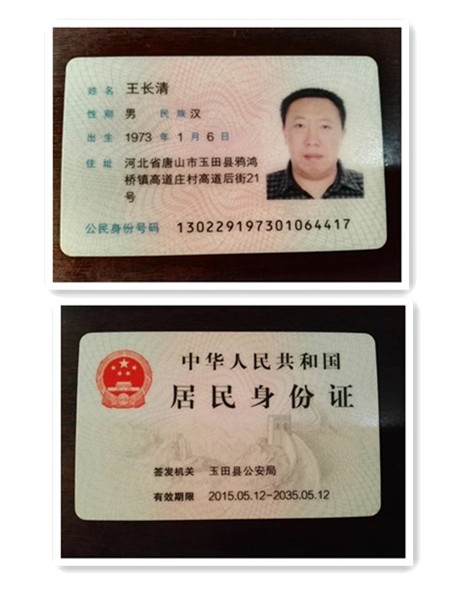 姓名 王长清
性别 男 民族 汉
出生 1973 年 1 月 6 日
住址 河北省唐山市玉田县鸦鸿
桥镇高道庄村高道后街21
号
公民身份号码 130229197301064417
中华人民共和国
居民身份证
签发机关 玉田县公安局
有效期限 2015.05.12-2035.05.12